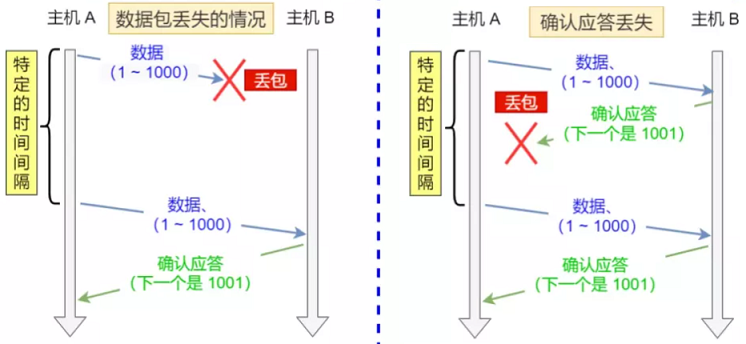 主机 A
数据包丢失的情况
主机 B
特定的时间间隔
数据
（1 ~ 1000）
丢包
数据、
（1 ~ 1000）
确认应答
（下一个是 1001）
主机 A
确认应答丢失
主机 B
特定的时间间隔
数据、
（1 ~ 1000）
丢包
确认应答
（下一个是 1001）
数据、
（1 ~ 1000）
确认应答
（下一个是 1001）